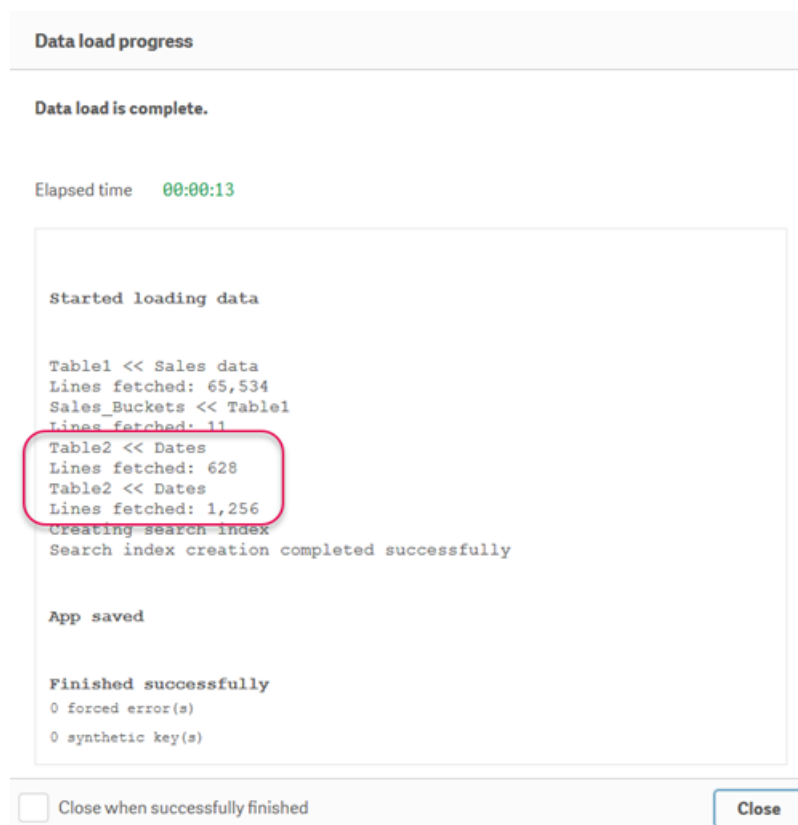 Data load progress
Data load is complete.
Elapsed time 00:00:13
Started loading data
Table1 << Sales data
Lines fetched: 65,534
Sales_Buckets << Table1
Lines fetched: 11
Table2 << Dates
Lines fetched: 628
Table2 << Dates
Lines fetched: 1,256
Creating search index
Search index creation completed successfully
App saved
Finished successfully
0 forced error(s)
0 synthetic key(s)
Close when successfully finished
Close